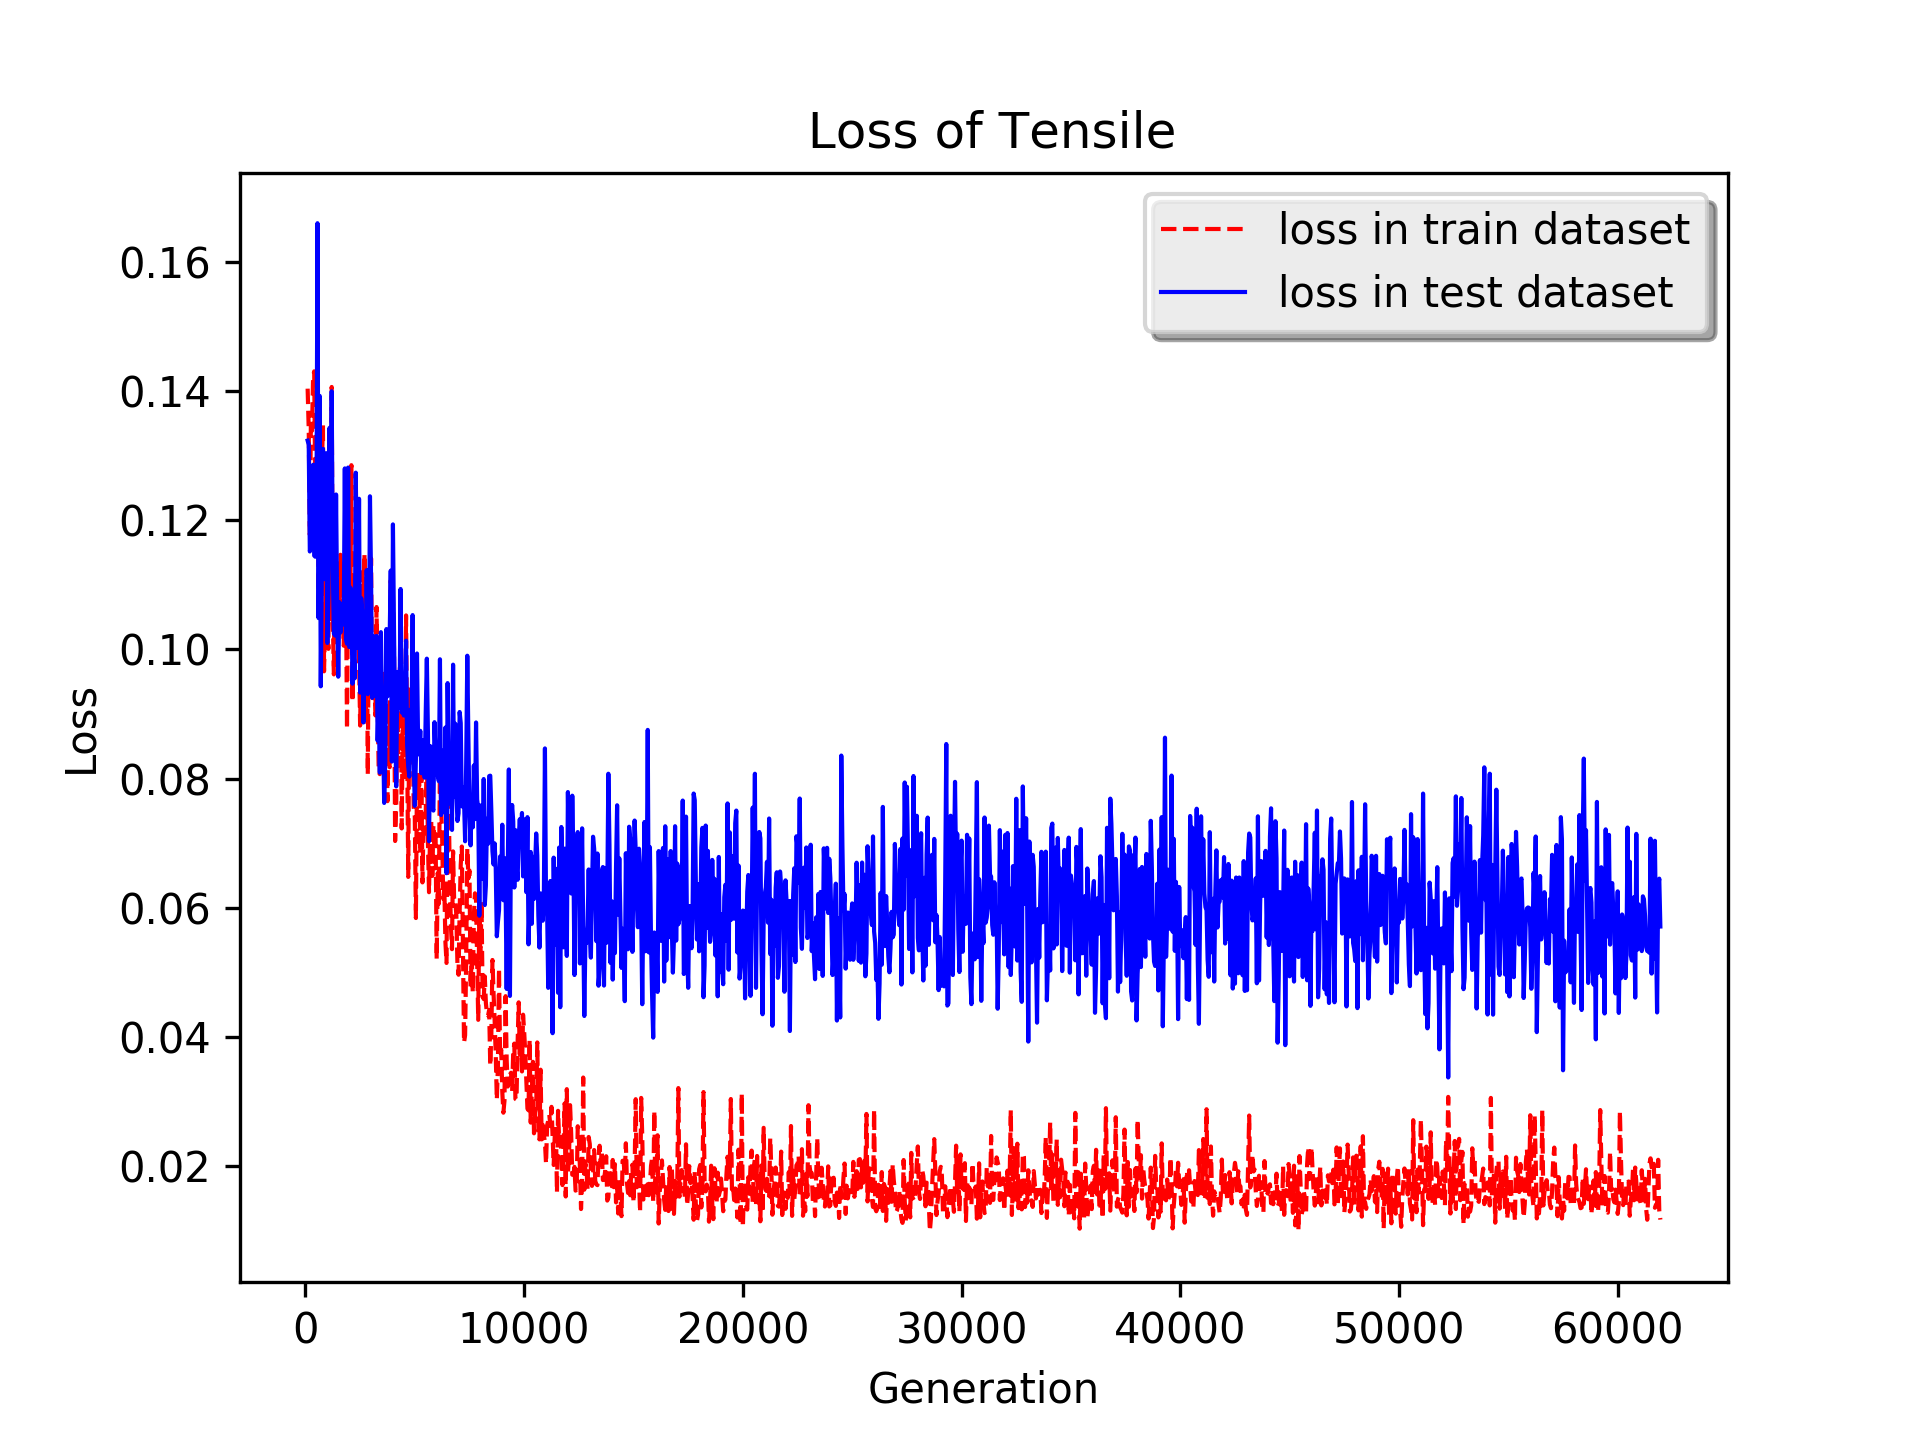 Loss of Tensile
loss in train dataset
loss in test dataset
0.16
0.14
0.12
0.10
0.08
0.06
0.04
0.02
Loss
0 10000 20000 30000 40000 50000 60000
Generation